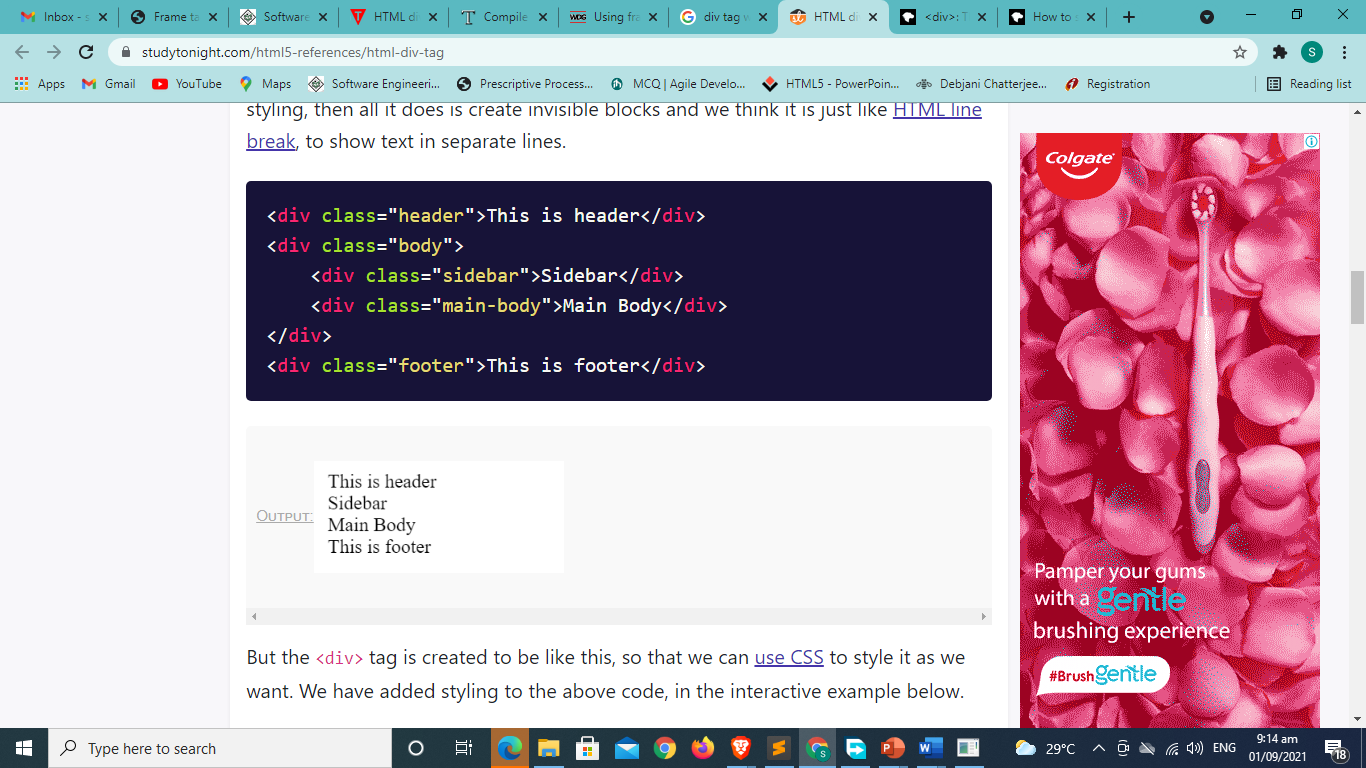 Inbox - s
Frame ta
Software
HTML di
Compile
Using fra
div tag w
HTML di
<div>: T
How to s
studytonight.com/html5-references/html-div-tag
S
Apps
Gmail
YouTube
Maps
Software Engineeri...
Prescriptive Process...
MCQ | Agile Develo...
HTML5 - PowerPoin...
Debjani Chatterjee...
Registration
Reading list
styling, then all it does is create invisible blocks and we think it is just like HTML line
break, to show text in separate lines.
<div class="header">This is header</div>
<div class="body">
    <div class="sidebar">Sidebar</div>
    <div class="main-body">Main Body</div>
</div>
<div class="footer">This is footer</div>
OUTPUT:
This is header
Sidebar
Main Body
This is footer
But the <div> tag is created to be like this, so that we can use CSS to style it as we
want. We have added styling to the above code, in the interactive example below.
Colgate
Pamper your gums
with a gentle
brushing experience
#Brushgentle
Type here to search
29°C
ENG
9:14 am
01/09/2021
18